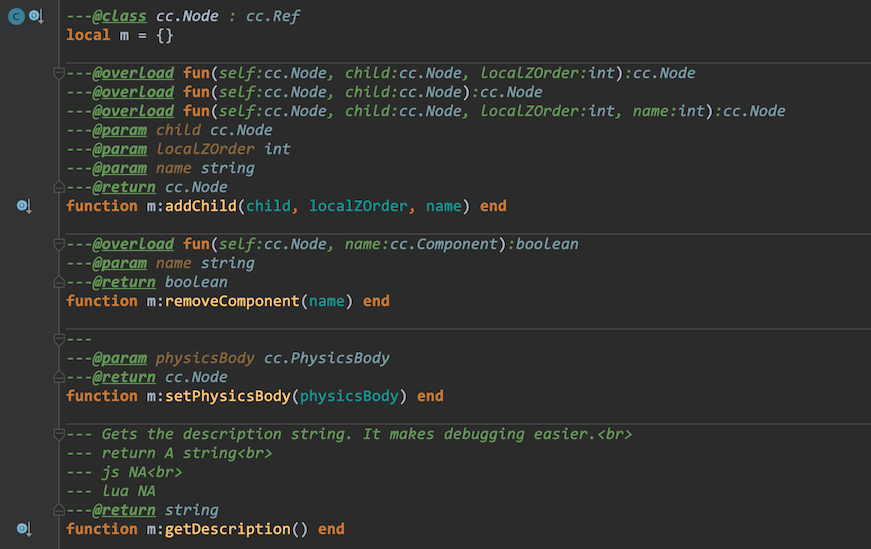 ---@class cc.Node : cc.Ref
local m = {}
---@overload fun(self:cc.Node, child:cc.Node, localZOrder:int):cc.Node
---@overload fun(self:cc.Node, child:cc.Node):cc.Node
---@overload fun(self:cc.Node, child:cc.Node, localZOrder:int, name:int):cc.Node
---@param child cc.Node
---@param localZOrder int
---@param name string
---@return cc.Node
function m:addChild(child, localZOrder, name) end
---@overload fun(self:cc.Node, name:cc.Component):boolean
---@param name string
---@return boolean
function m:removeComponent(name) end
---
---@param physicsBody cc.PhysicsBody
---@return cc.Node
function m:setPhysicsBody(physicsBody) end
--- Gets the description string. It makes debugging easier.<br>
--- return A string<br>
--- js NA<br>
--- lua NA
---@return string
function m:getDescription() end